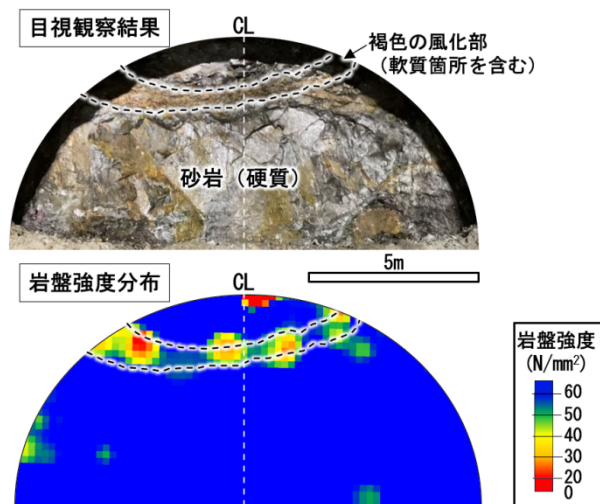 目視観察結果
CL
褐色の風化部
（軟質箇所を含む）
砂岩（硬質）
岩盤強度分布
CL
5m
岩盤強度
(N/mm²)
60
50
40
30
20
10